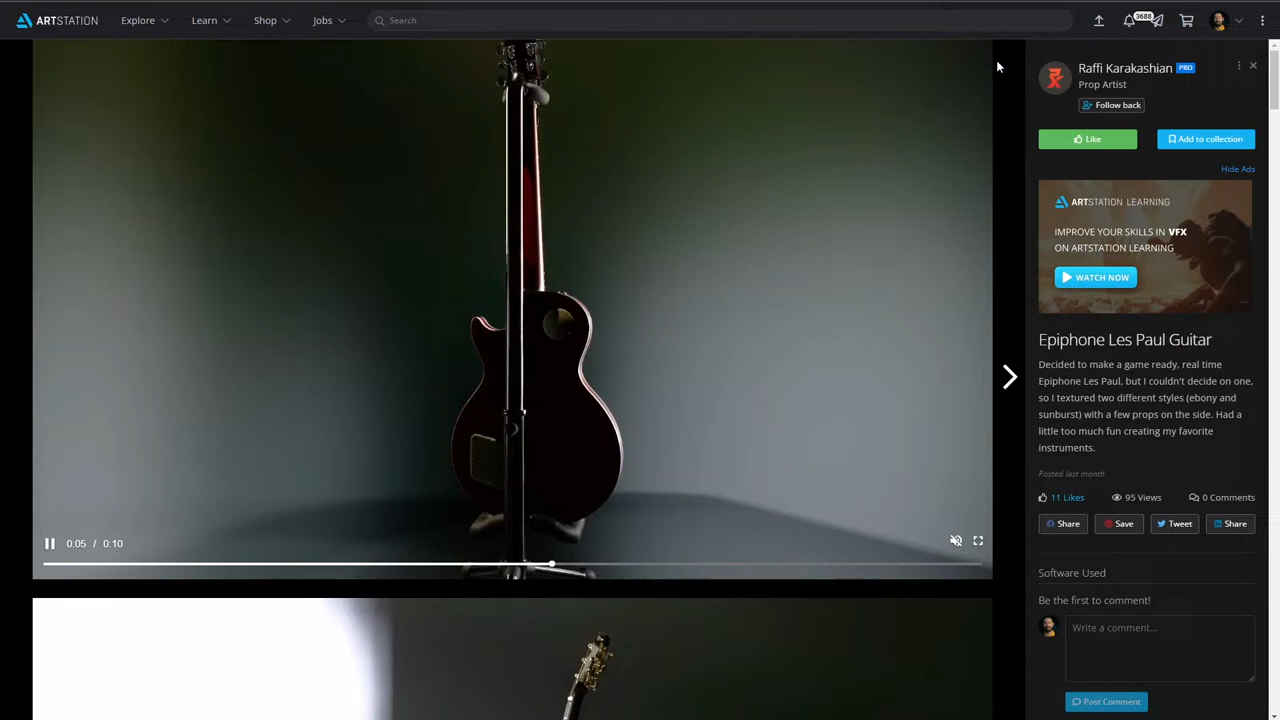 ARTSTATION
Explore
Learn
Shop
Jobs
Search
3688
Raffi Karakashian PRO
Prop Artist
Follow back
Like
Add to collection
Hide Ads
ARTSTATION LEARNING
IMPROVE YOUR SKILLS IN VFX
ON ARTSTATION LEARNING
WATCH NOW
Epiphone Les Paul Guitar
Decided to make a game ready, real time
Epiphone Les Paul, but I couldn't decide on one,
so I textured two different styles (ebony and
sunburst) with a few props on the side. Had a
little too much fun creating my favorite
instruments.
Posted last month
11 Likes
95 Views
0 Comments
Share
Save
Tweet
Share
0:05 / 0:10
Software Used
Be the first to comment!
Write a comment...
Post Comment